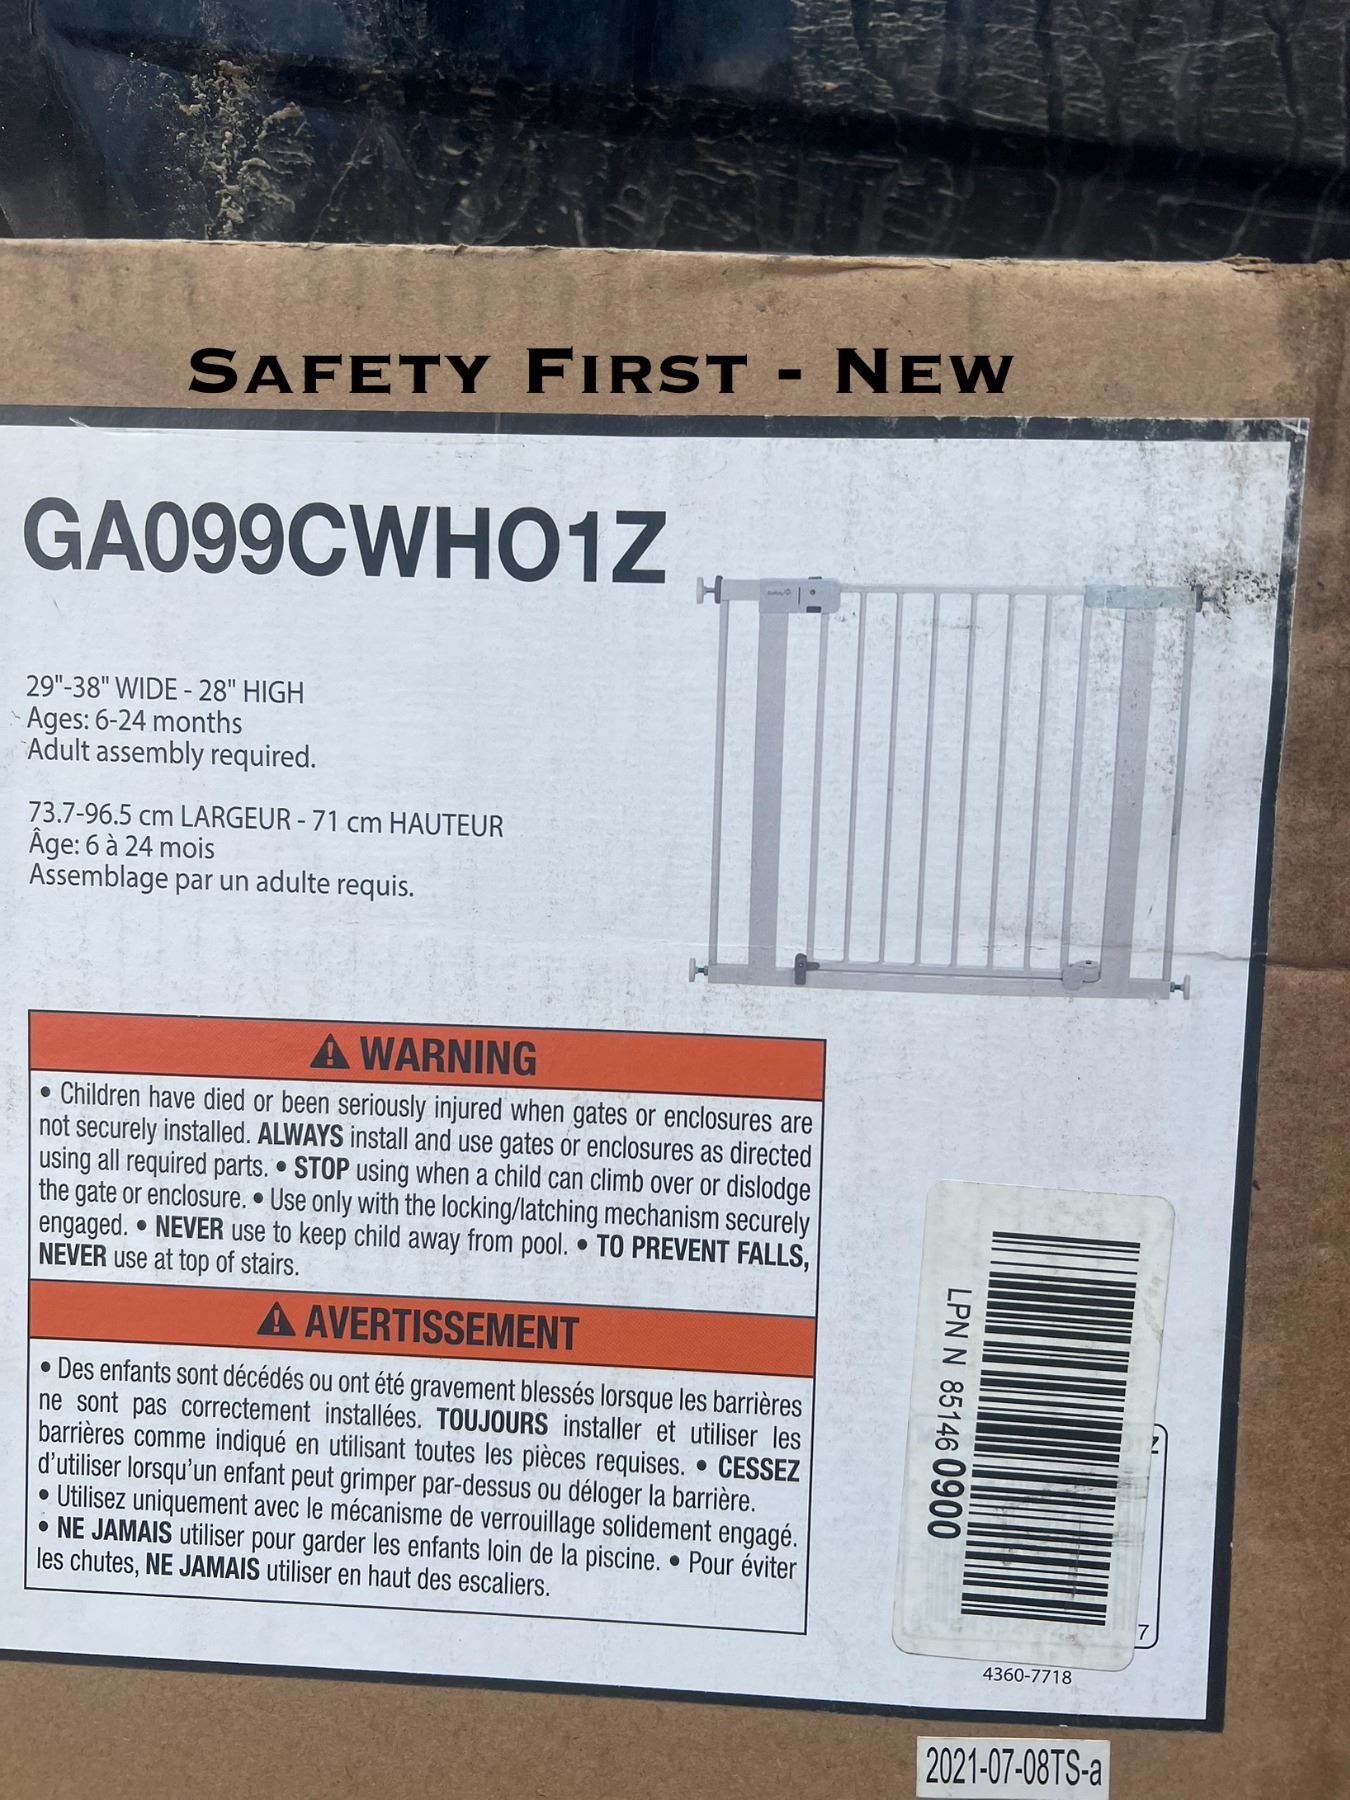 SAFETY FIRST - NEW
GA099CWHO1Z
29"-38" WIDE - 28" HIGH
Ages: 6-24 months
Adult assembly required.
73.7-96.5 cm LARGEUR - 71 cm HAUTEUR
Âge: 6 à 24 mois
Assemblage par un adulte requis.
WARNING
• Children have died or been seriously injured when gates or enclosures are
not securely installed. ALWAYS install and use gates or enclosures as directed
using all required parts. • STOP using when a child can climb over or dislodge
the gate or enclosure. • Use only with the locking/latching mechanism securely
engaged. • NEVER use to keep child away from pool. • TO PREVENT FALLS,
NEVER use at top of stairs.
AVERTISSEMENT
• Des enfants sont décédés ou ont été gravement blessés lorsque les barrières
ne sont pas correctement installées. TOUJOURS installer et utiliser les
barrières comme indiqué en utilisant toutes les pièces requises. • CESSEZ
d'utiliser lorsqu'un enfant peut grimper par-dessus ou déloger la barrière.
• Utilisez uniquement avec le mécanisme de verrouillage solidement engagé.
• NE JAMAIS utiliser pour garder les enfants loin de la piscine. • Pour éviter
les chutes, NE JAMAIS utiliser en haut des escaliers.
LPN N 85146 0900
Z
7
4360-7718
2021-07-08TS-a